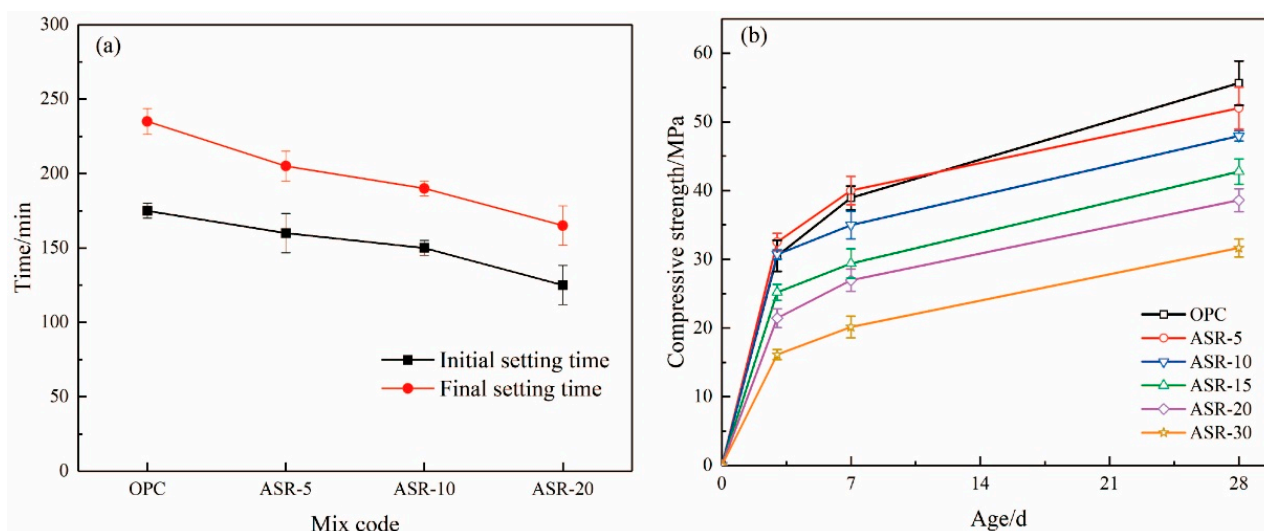 (a)
300
250
200
150
100
50
0
Time/min
OPC ASR-5 ASR-10 ASR-20
Mix code
Initial setting time
Final setting time
(b)
60
50
40
30
20
10
0
Compressive strength/MPa
0 7 14 21 28
Age/d
OPC
ASR-5
ASR-10
ASR-15
ASR-20
ASR-30